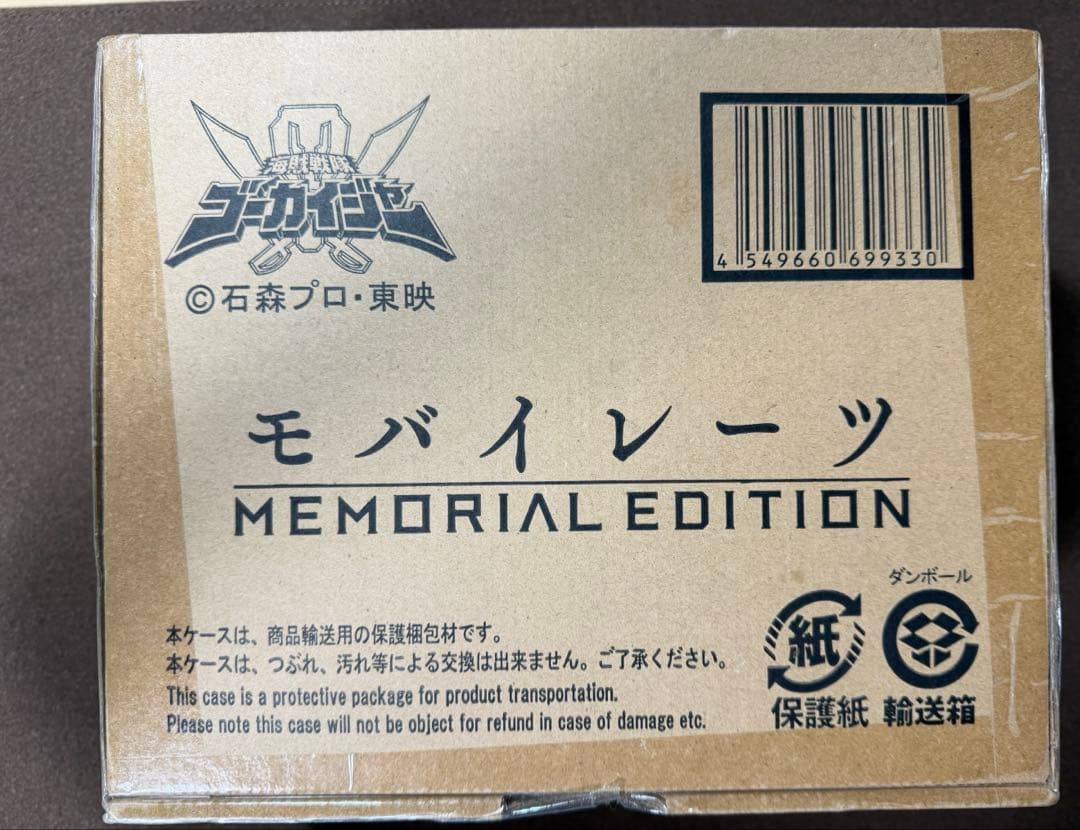 海賊戦隊
ゴーカイジャー
©石森プロ・東映
4 549660 699330
モバイレーツ
MEMORIAL EDITION
本ケースは、商品輸送用の保護梱包材です。
本ケースは、つぶれ、汚れ等による交換は出来ません。ご了承ください。
This case is a protective package for product transportation.
Please note this case will not be object for refund in case of damage etc.
紙
保護紙
ダンボール
輸送箱